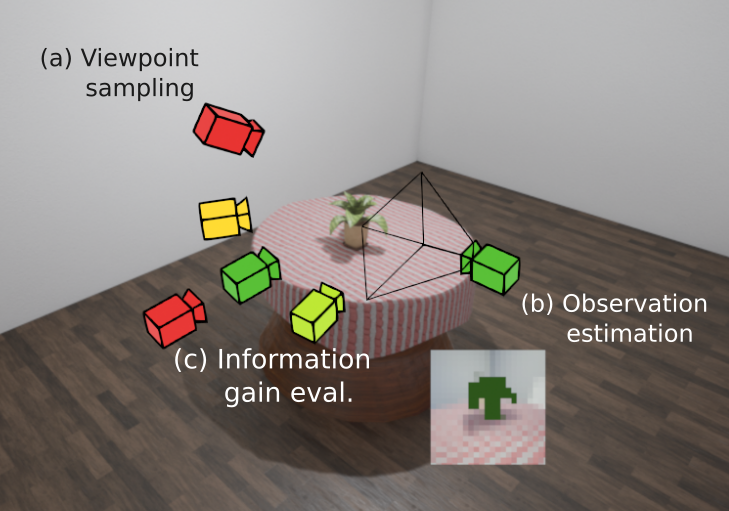 (a) Viewpoint
sampling
(b) Observation
estimation
(c) Information
gain eval.